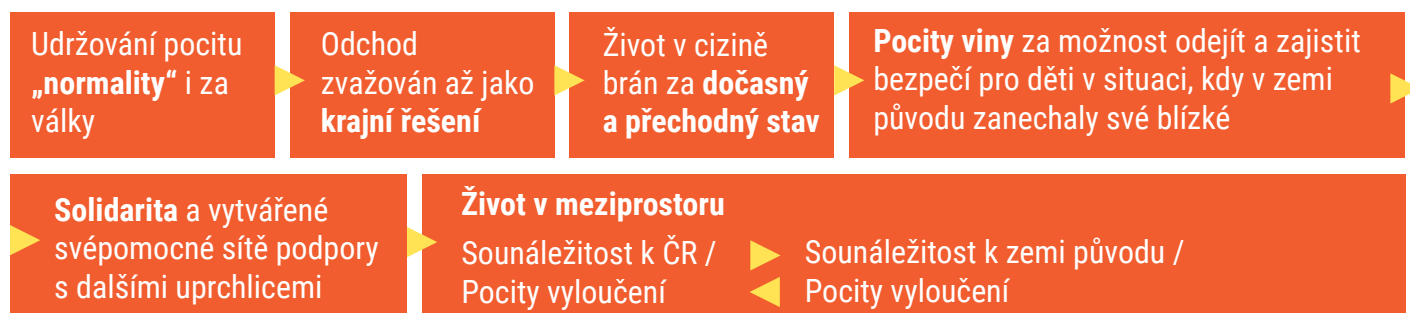 Udržování pocitu
„normality“ i za
války
Odchod
zvažován až jako
krajní řešení
Život v cizině
brán za dočasný
a přechodný stav
Pocity viny za možnost odejít a zajistit
bezpečí pro děti v situaci, kdy v zemi
původu zanechaly své blízké
Solidarita a vytvářené
svépomocné sítě podpory
s dalšími uprchlicemi
Život v meziprostoru
Sounáležitost k ČR /
Pocity vyloučení
Sounáležitost k zemi původu /
Pocity vyloučení